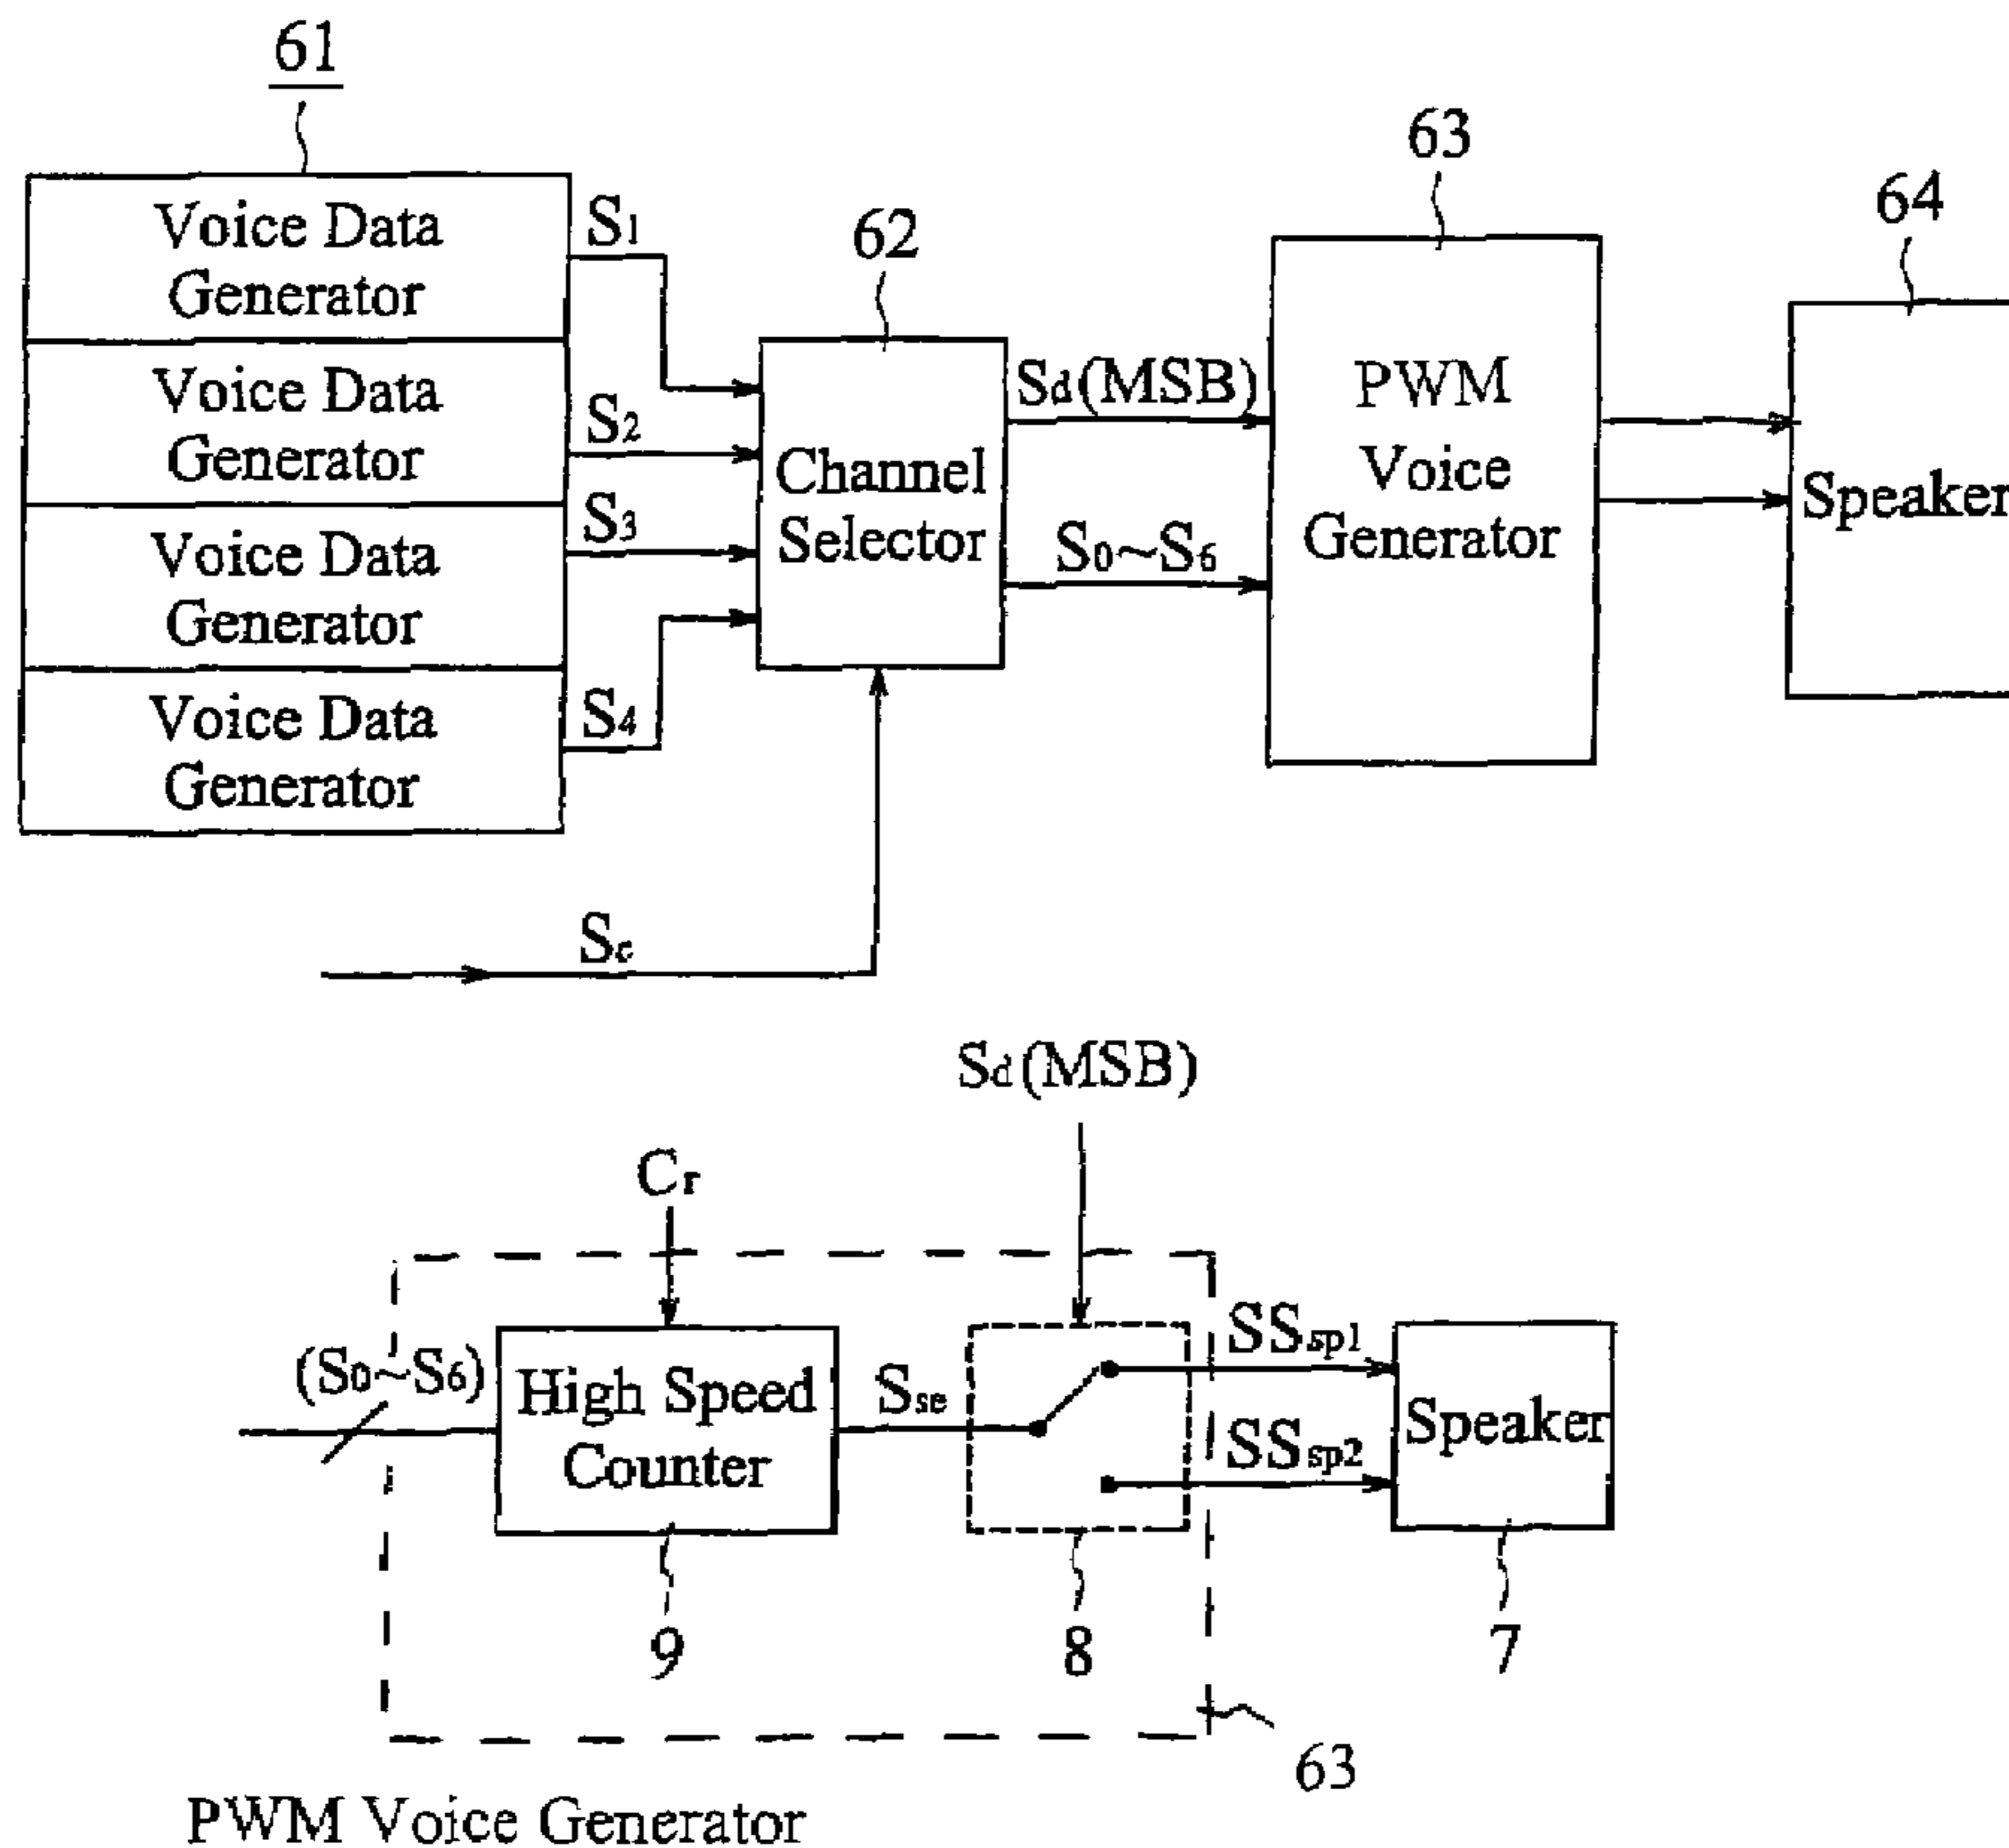 61
Voice Data
Generator
Voice Data
Generator
Voice Data
Generator
Voice Data
Generator
S1
S2
S3
S4
Sc
62
Channel
Selector
Sd(MSB)
S0~S6
63
PWM
Voice
Generator
64
Speaker
Sd(MSB)
Cr
(S0~S6)
High Speed
Counter
Sse
SSsp1
SSsp2
Speaker
9
8
7
63
PWM Voice Generator